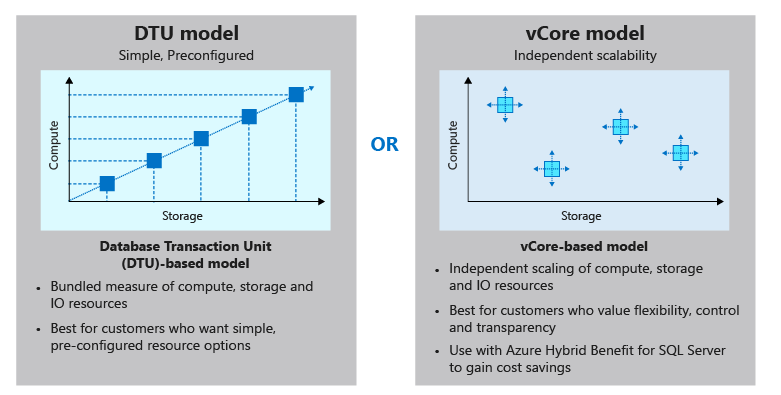 DTU model
Simple, Preconfigured
Compute
Storage
Database Transaction Unit
(DTU)-based model
• Bundled measure of compute, storage and
IO resources
• Best for customers who want simple,
pre-configured resource options
OR
vCore model
Independent scalability
Compute
Storage
vCore-based model
• Independent scaling of compute, storage
and IO resources
• Best for customers who value flexibility, control
and transparency
• Use with Azure Hybrid Benefit for SQL Server
to gain cost savings